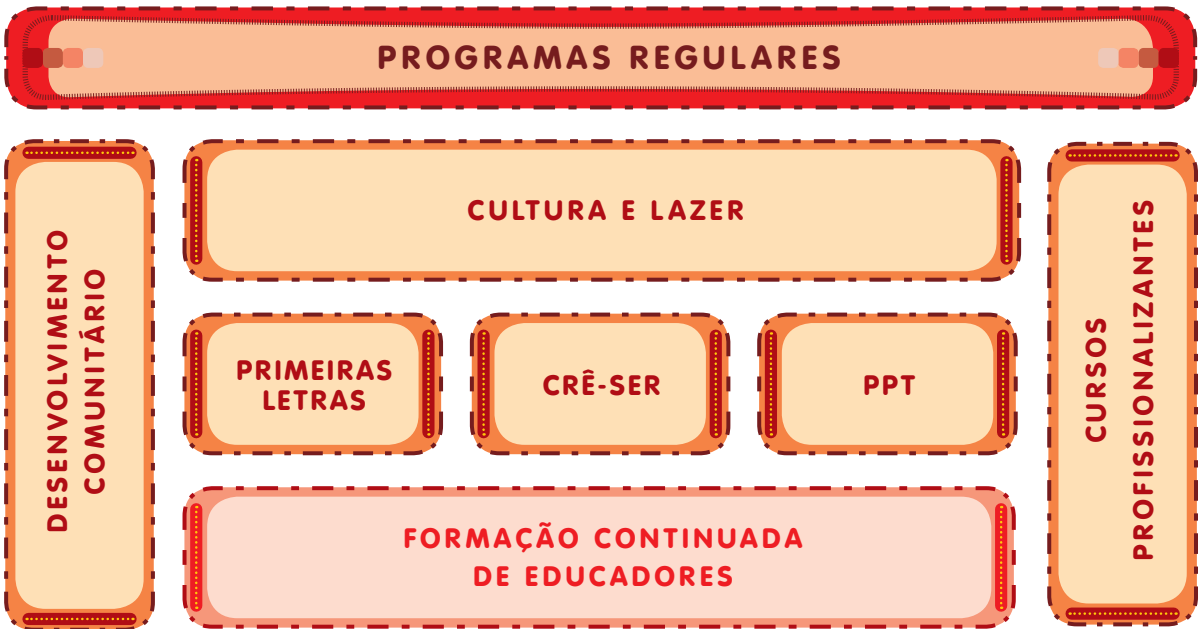 PROGRAMAS REGULARES
DESENVOLVIMENTO
COMUNITÁRIO
CULTURA E LAZER
PRIMEIRAS
LETRAS
CRÊ-SER
PPT
FORMAÇÃO CONTINUADA
DE EDUCADORES
CURSOS
PROFISSIONALIZANTES